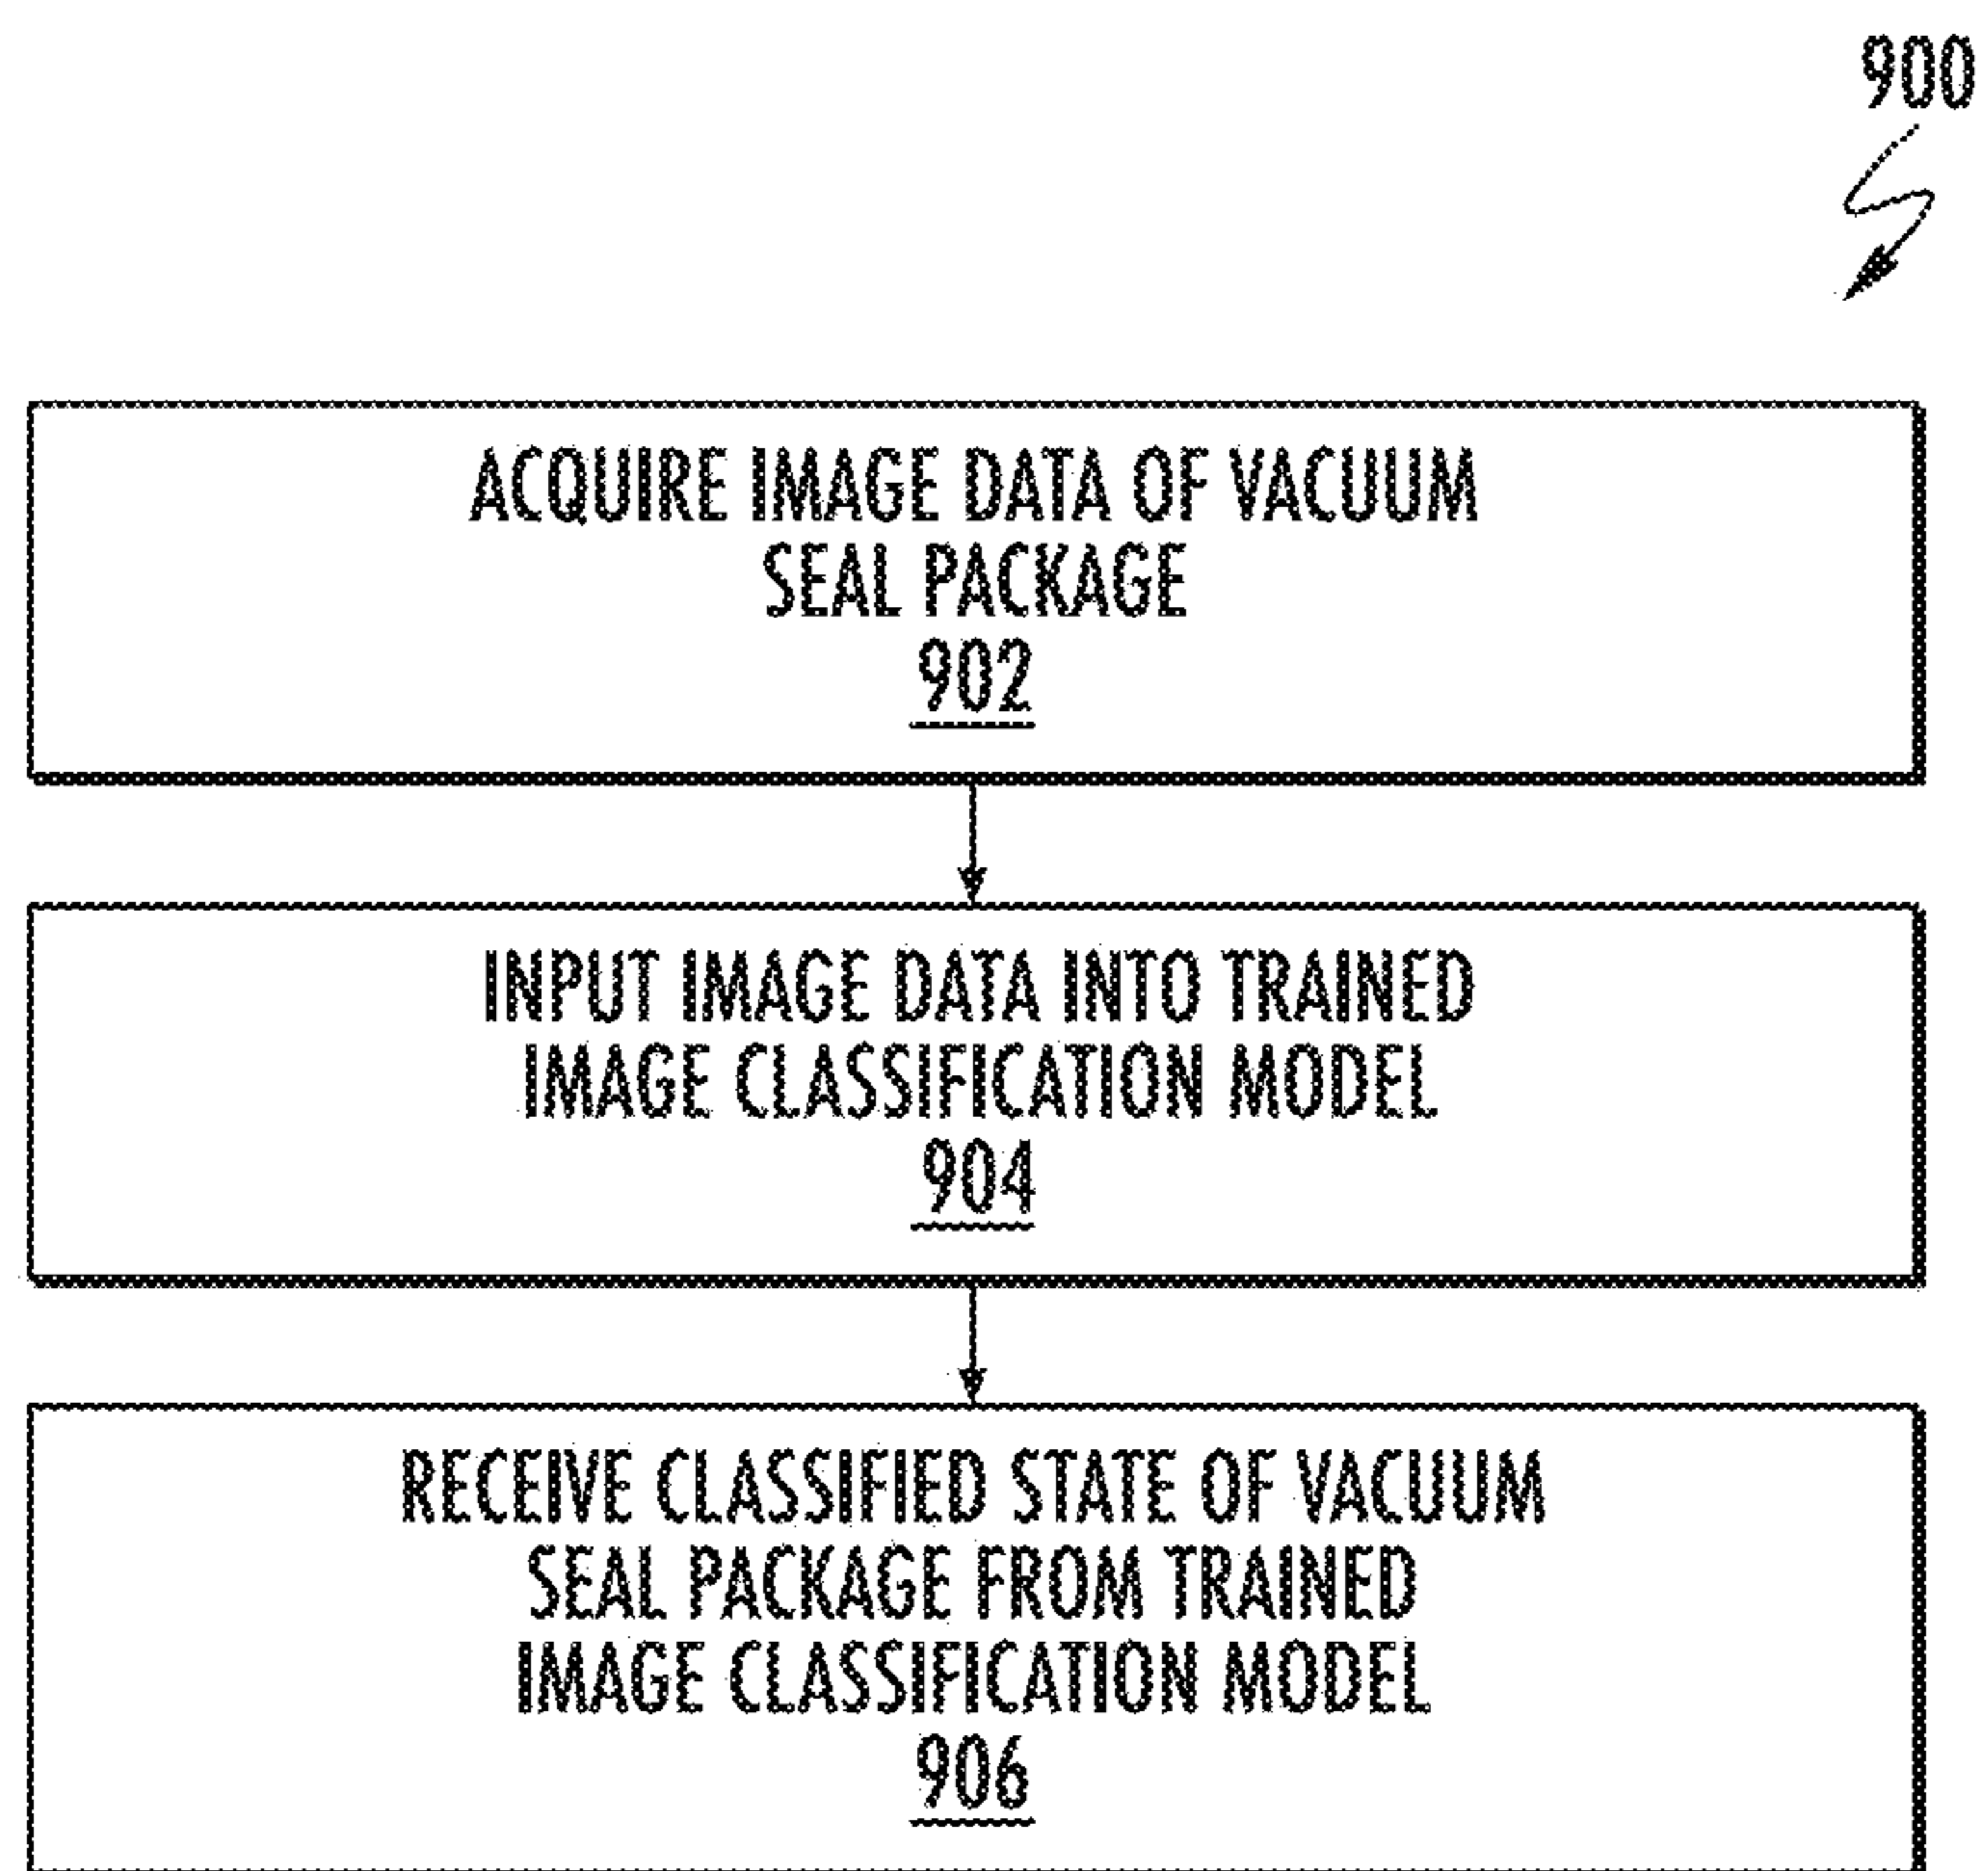 900
ACQUIRE IMAGE DATA OF VACUUM
SEAL PACKAGE
902
INPUT IMAGE DATA INTO TRAINED
IMAGE CLASSIFICATION MODEL
904
RECEIVE CLASSIFIED STATE OF VACUUM
SEAL PACKAGE FROM TRAINED
IMAGE CLASSIFICATION MODEL
906